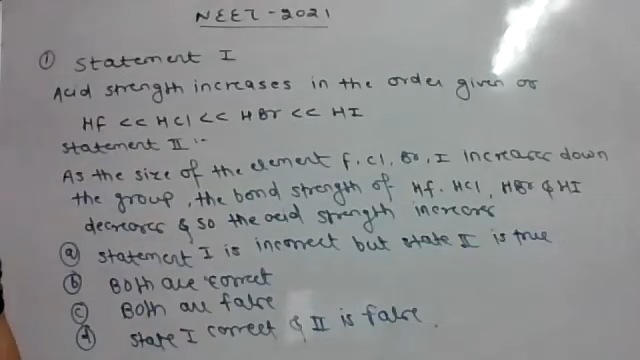 NEET-2021
① Statement I
Acid strength increases in the order given as
HF << HCl << HBr << HI
Statement II :-
As the size of the element F, Cl, Br, I increases down
the group, the bond strength of HF, HCl, HBr & HI
decreases & so the acid strength increases
ⓐ Statement I is incorrect but state II is true
ⓑ Both are correct
ⓒ Both are false
ⓓ State I correct & II is false.